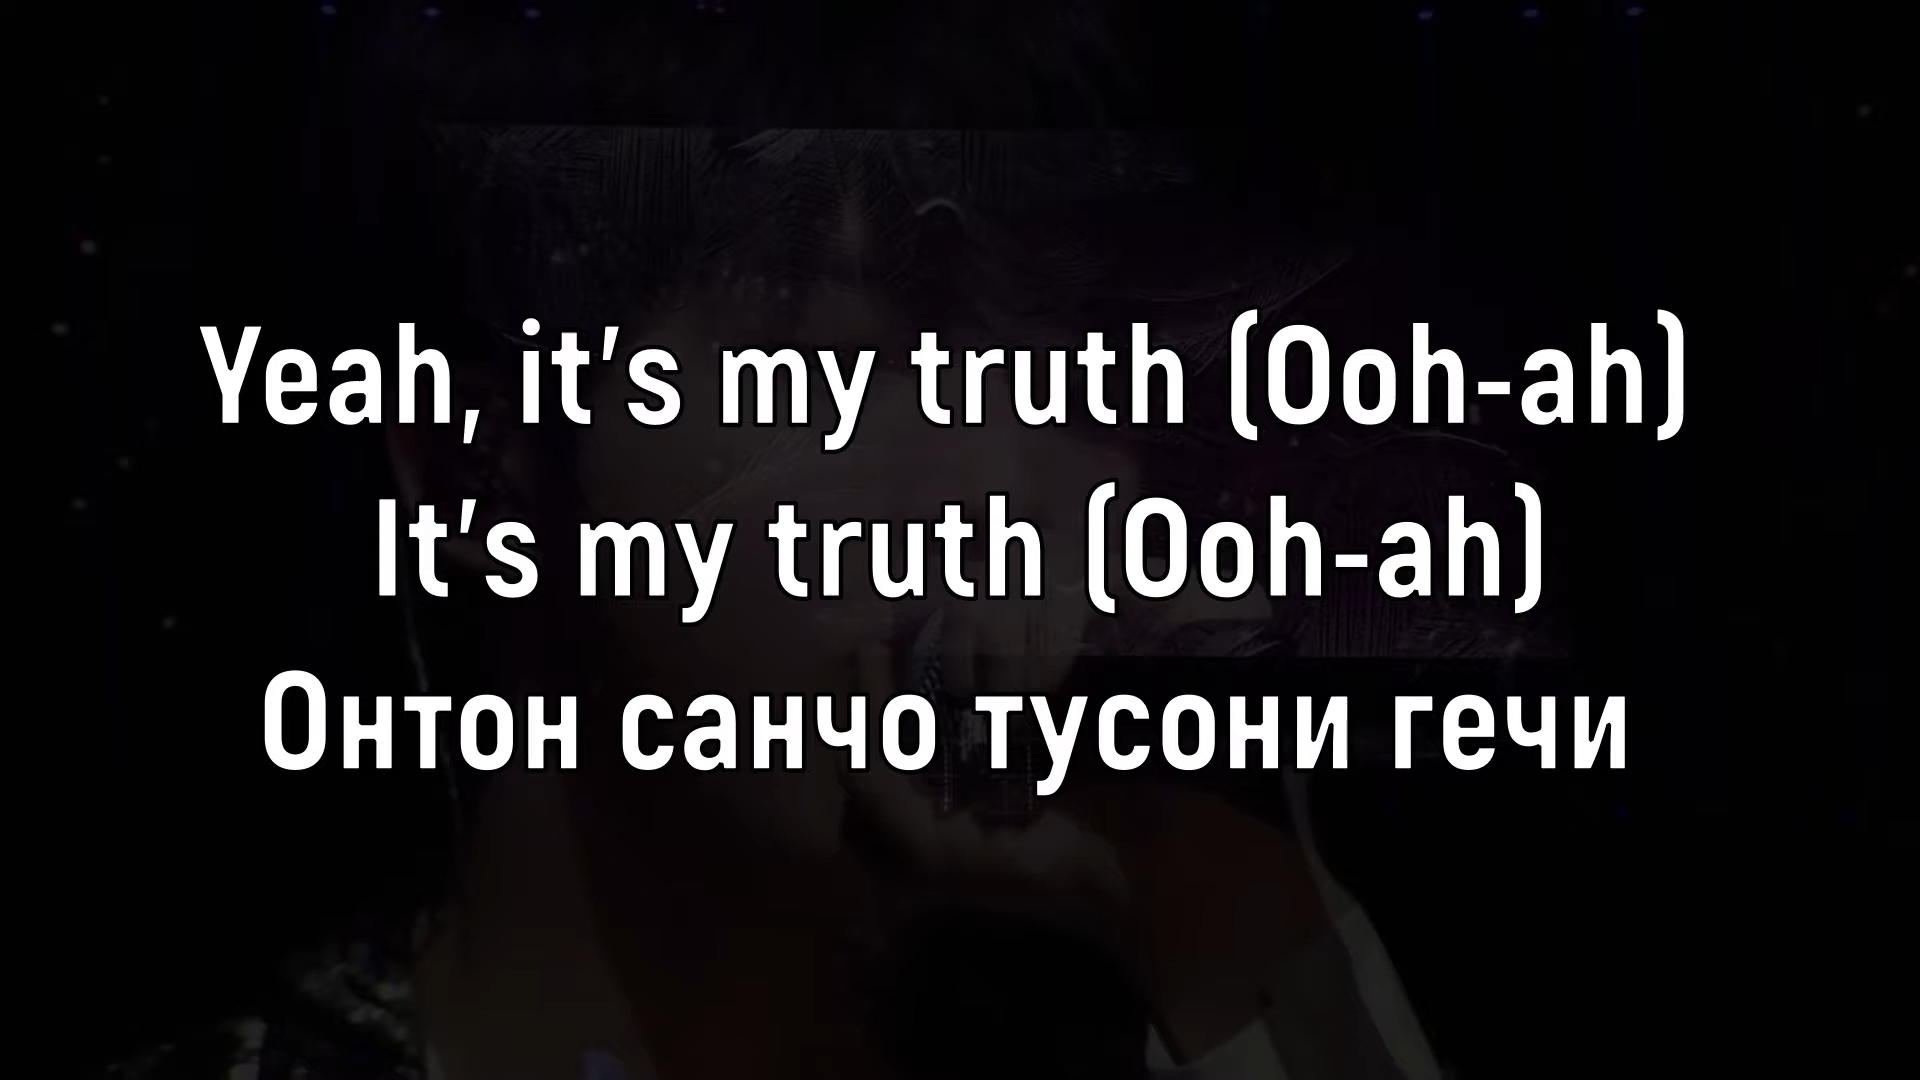 Yeah, it's my truth (Ooh-ah)
It's my truth (Ooh-ah)
Онтон санчо тусони гечи